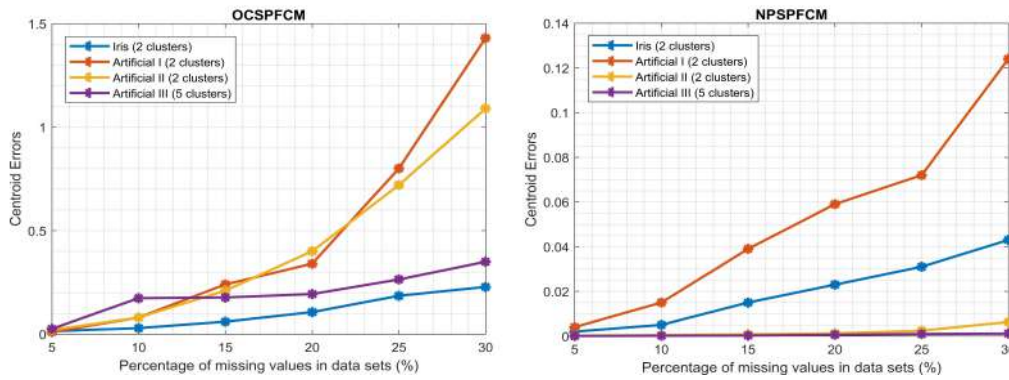 OCSPFCM
1.5
1
0.5
0
Centroid Errors
Iris (2 clusters)
Artificial I (2 clusters)
Artificial II (2 clusters)
Artificial III (5 clusters)
5 10 15 20 25 30
Percentage of missing values in data sets (%)
NPSPFCM
0.14
0.12
0.1
0.08
0.06
0.04
0.02
0
Centroid Errors
Iris (2 clusters)
Artificial I (2 clusters)
Artificial II (2 clusters)
Artificial III (5 clusters)
5 10 15 20 25 30
Percentage of missing values in data sets (%)